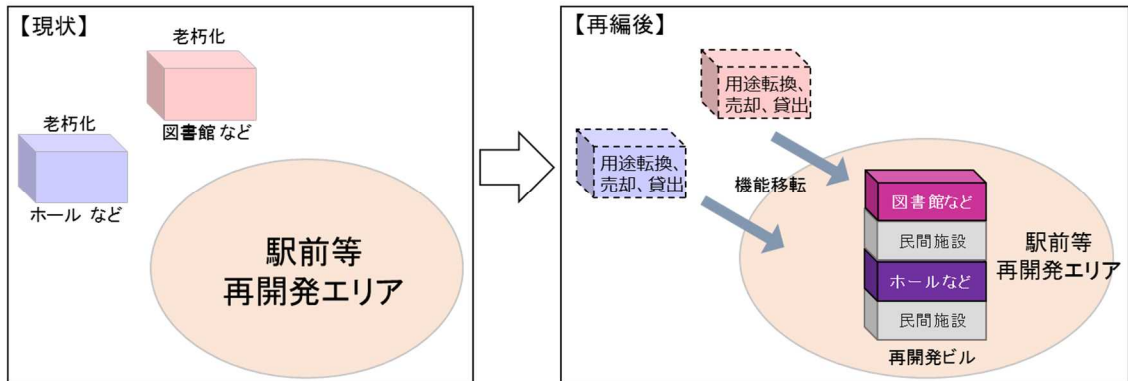 【現状】
老朽化
図書館など
老朽化
ホール など
駅前等
再開発エリア
【再編後】
用途転換、
売却、貸出
用途転換、
売却、貸出
機能移転
図書館など
民間施設
ホールなど
民間施設
再開発ビル
駅前等
再開発エリア